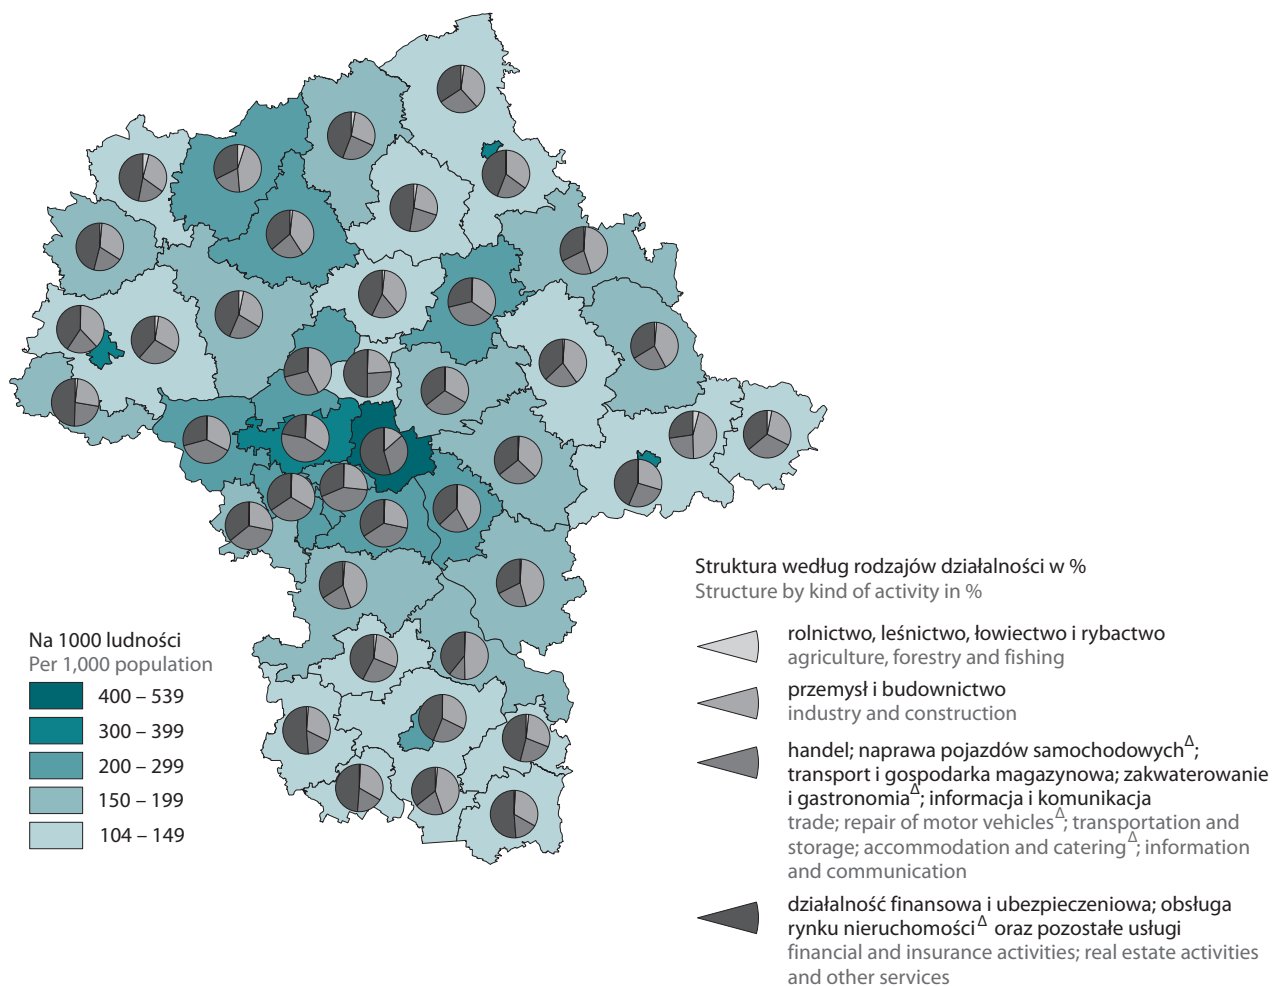 Na 1000 ludności
Per 1,000 population
400 – 539
300 – 399
200 – 299
150 – 199
104 – 149
Struktura według rodzajów działalności w %
Structure by kind of activity in %
rolnictwo, leśnictwo, łowiectwo i rybactwo
agriculture, forestry and fishing
przemysł i budownictwo
industry and construction
handel; naprawa pojazdów samochodowych∆;
transport i gospodarka magazynowa; zakwaterowanie
i gastronomia∆; informacja i komunikacja
trade; repair of motor vehicles∆; transportation and
storage; accommodation and catering∆; information
and communication
działalność finansowa i ubezpieczeniowa; obsługa
rynku nieruchomości∆ oraz pozostałe usługi
financial and insurance activities; real estate activities
and other services